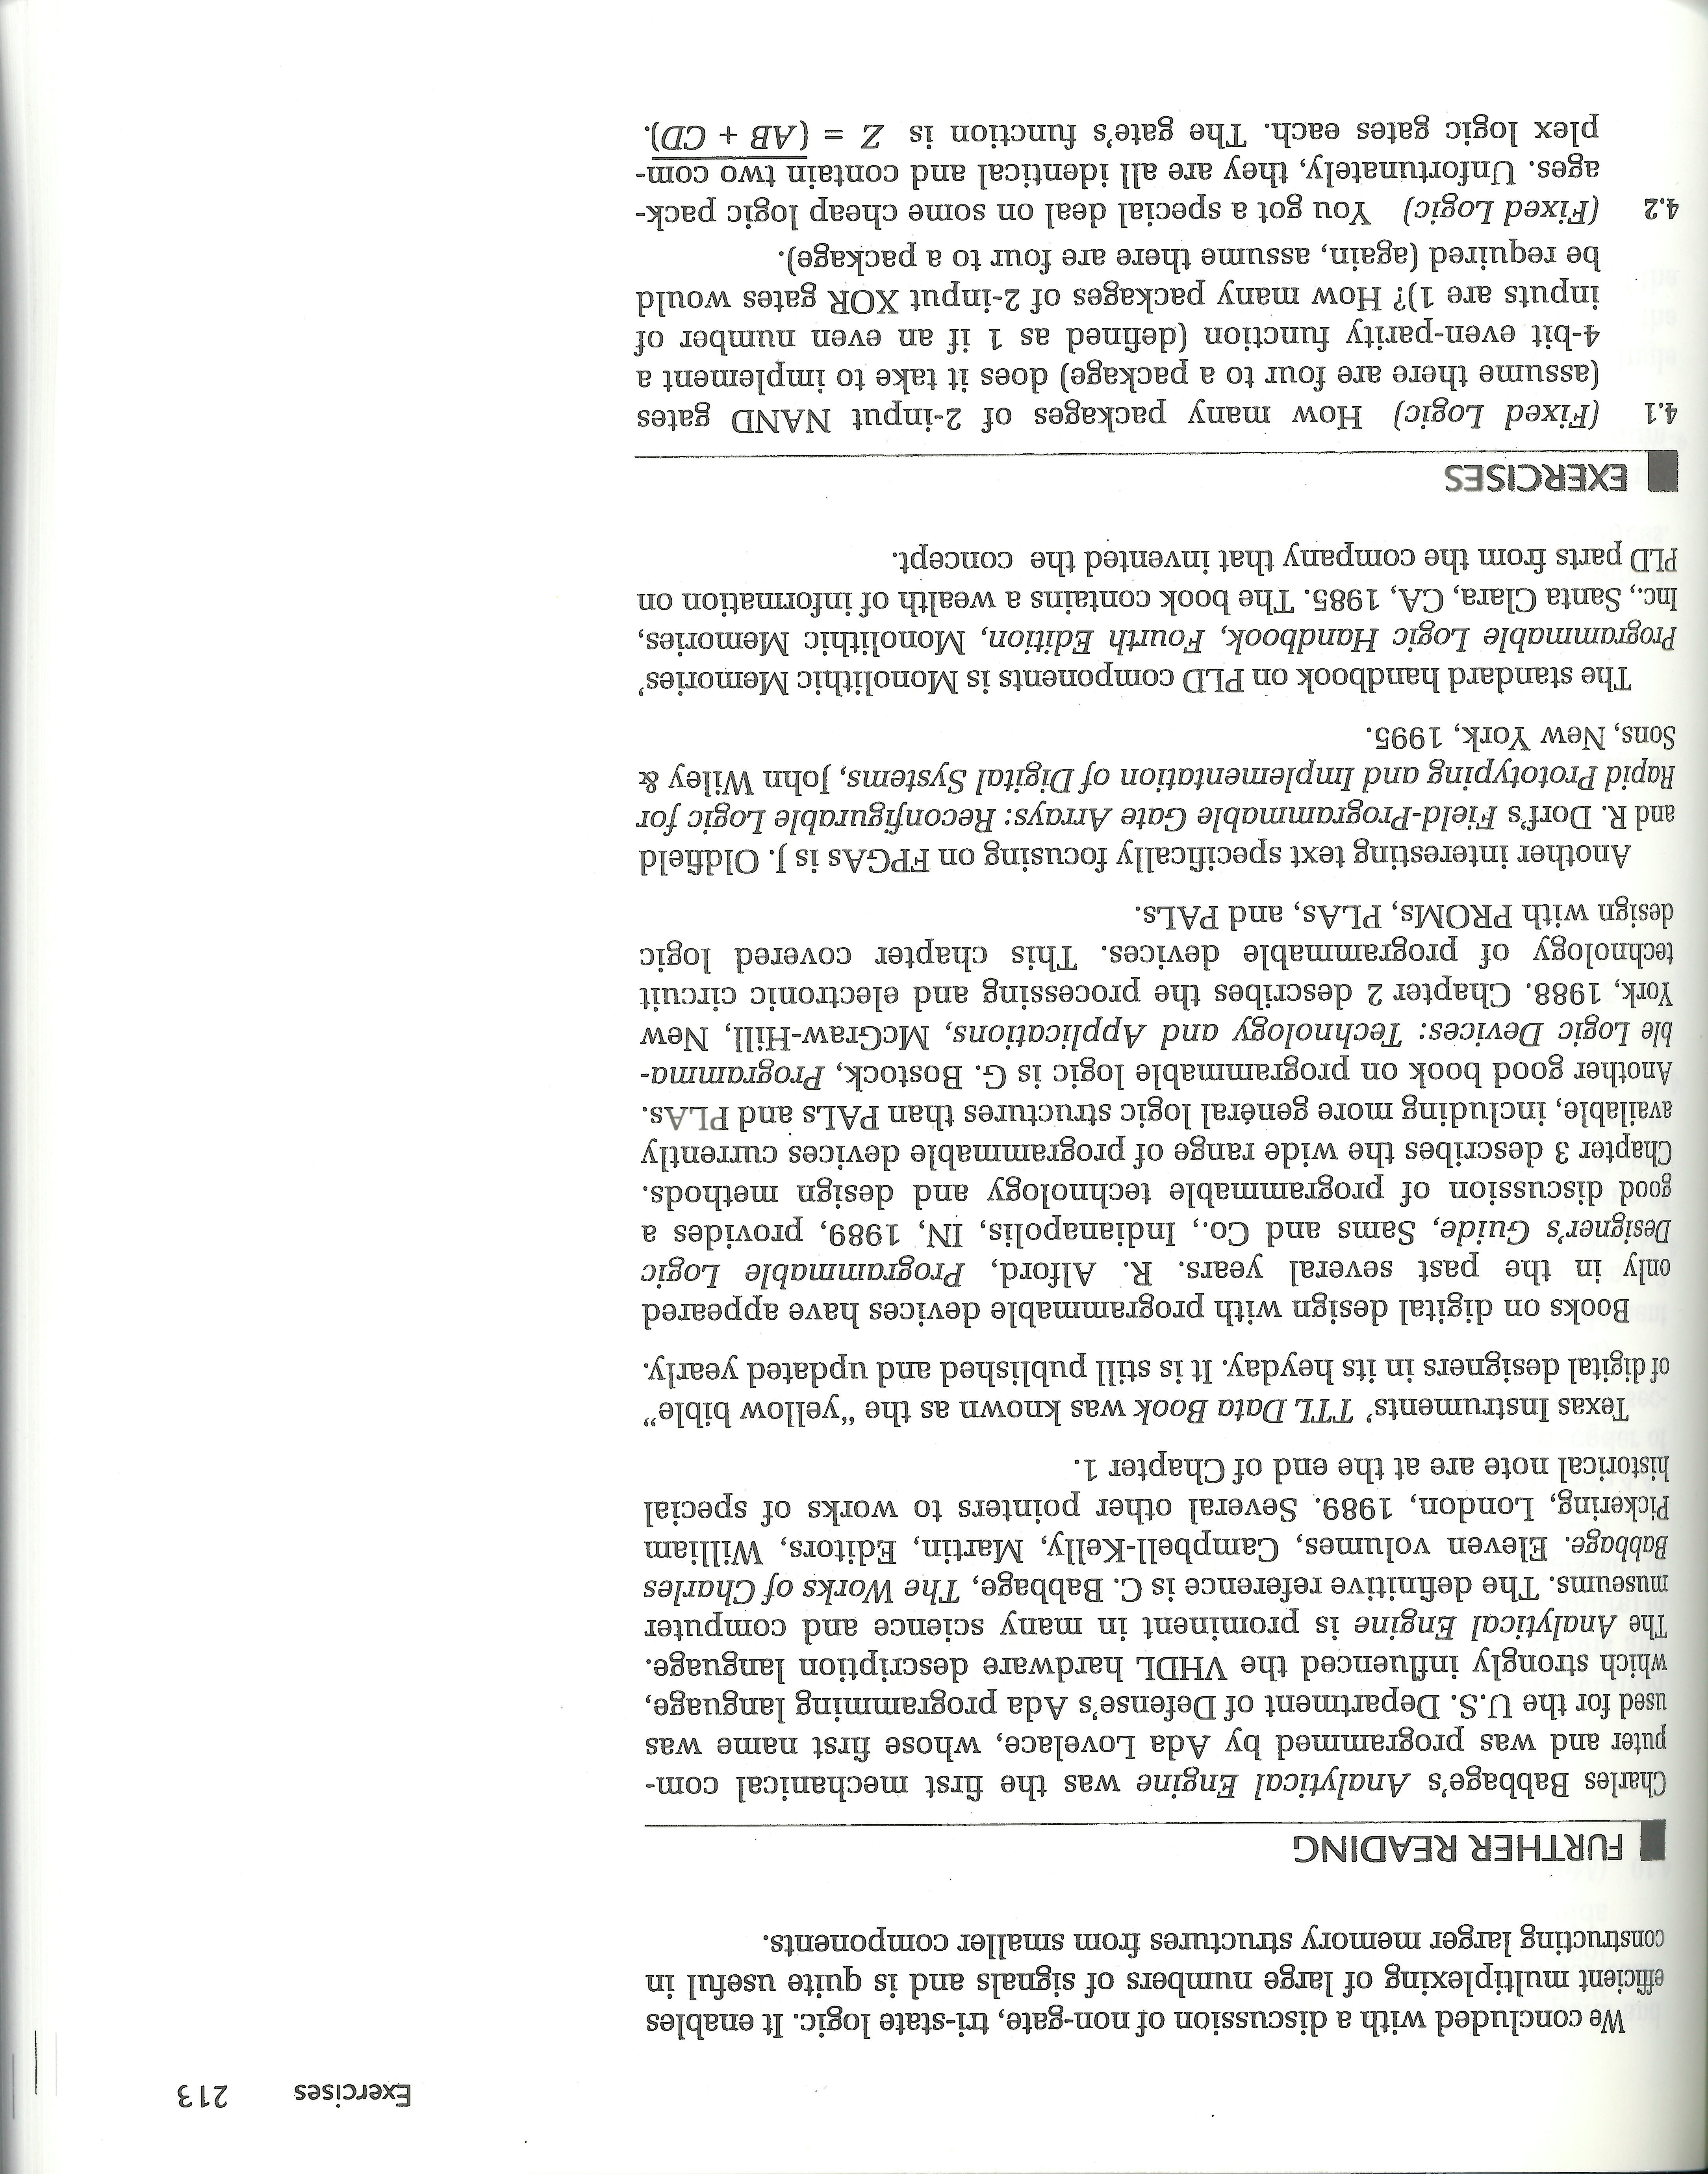 Exercises 213
We concluded with a discussion of non-gate, tri-state logic. It enables
efficient multiplexing of large numbers of signals and is quite useful in
constructing larger memory structures from smaller components.
FURTHER READING
Charles Babbage's Analytical Engine was the first mechanical com-
puter and was programmed by Ada Lovelace, whose first name was
used for the U.S. Department of Defense's Ada programming language,
which strongly influenced the VHDL hardware description language.
The Analytical Engine is prominent in many science and computer
museums. The definitive reference is C. Babbage, The Works of Charles
Babbage. Eleven volumes, Campbell-Kelly, Martin, Editors, William
Pickering, London, 1989. Several other pointers to works of special
historical note are at the end of Chapter 1.
Texas Instruments' TTL Data Book was known as the “yellow bible”
of digital designers in its heyday. It is still published and updated yearly.
Books on digital design with programmable devices have appeared
only in the past several years. R. Alford, Programmable Logic
Designer's Guide, Sams and Co., Indianapolis, IN, 1989, provides a
good discussion of programmable technology and design methods.
Chapter 3 describes the wide range of programmable devices currently
available, including more general logic structures than PALs and PLAs.
Another good book on programmable logic is G. Bostock, Programma-
ble Logic Devices: Technology and Applications, McGraw-Hill, New
York, 1988. Chapter 2 describes the processing and electronic circuit
technology of programmable devices. This chapter covered logic
design with PROMs, PLAs, and PALs.
Another interesting text specifically focusing on FPGAs is J. Oldfield
and R. Dorf's Field-Programmable Gate Arrays: Reconfigurable Logic for
Rapid Prototyping and Implementation of Digital Systems, John Wiley &
Sons, New York, 1995.
The standard handbook on PLD components is Monolithic Memories'
Programmable Logic Handbook, Fourth Edition, Monolithic Memories,
Inc., Santa Clara, CA, 1985. The book contains a wealth of information on
PLD parts from the company that invented the concept.
EXERCISES
4.1 (Fixed Logic) How many packages of 2-input NAND gates
(assume there are four to a package) does it take to implement a
4-bit even-parity function (defined as 1 if an even number of
inputs are 1)? How many packages of 2-input XOR gates would
be required (again, assume there are four to a package).
4.2 (Fixed Logic) You got a special deal on some cheap logic pack-
ages. Unfortunately, they are all identical and contain two com-
plex logic gates each. The gate's function is Z = \overline{(AB + CD)}.